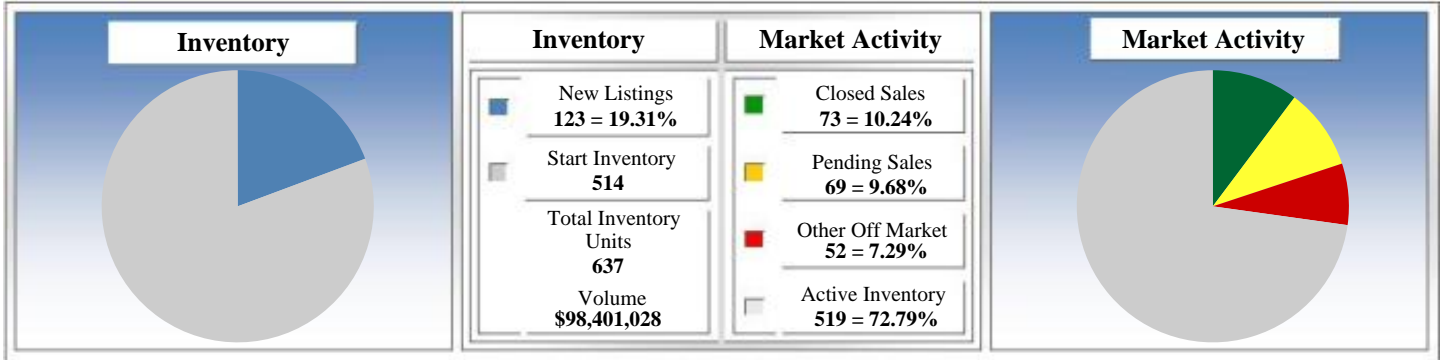 Inventory
Inventory
Market Activity
Market Activity
New Listings
123 = 19.31%
Start Inventory
514
Total Inventory
Units
637
Volume
$98,401,028
Closed Sales
73 = 10.24%
Pending Sales
69 = 9.68%
Other Off Market
52 = 7.29%
Active Inventory
519 = 72.79%